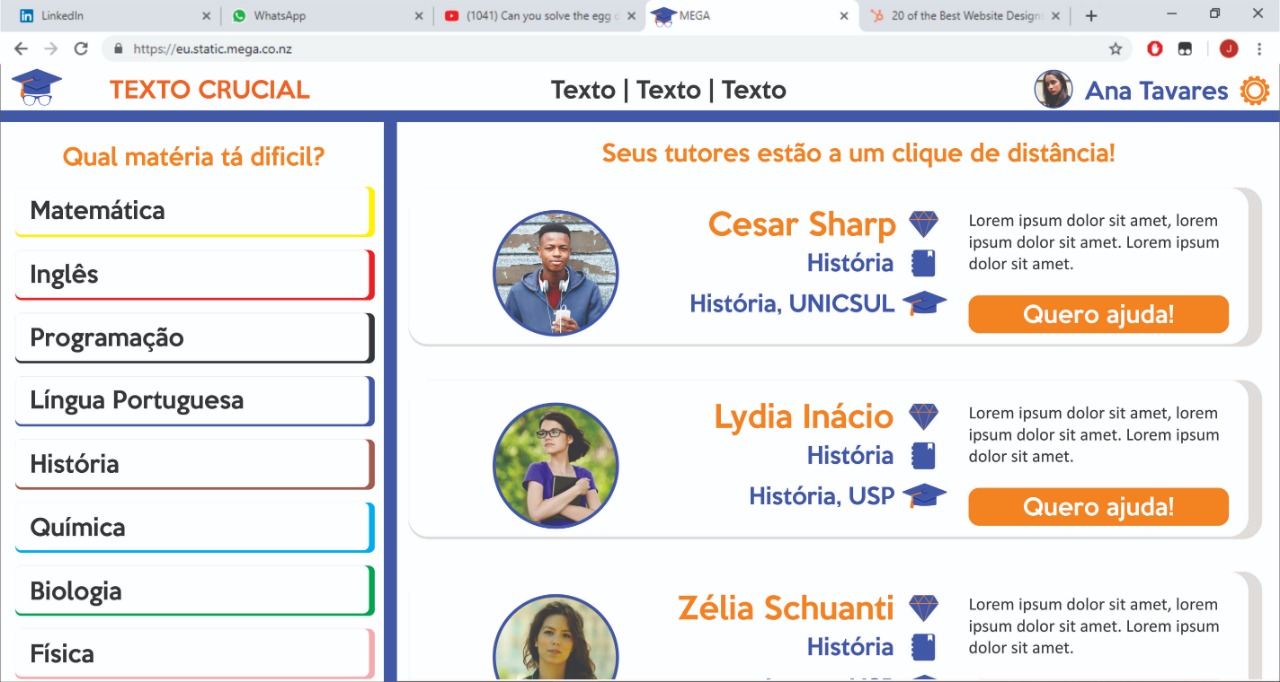 LinkedIn
WhatsApp
(1041) Can you solve the egg
MEGA
20 of the Best Website Design
https://eu.static.mega.co.nz
J
TEXTO CRUCIAL
Texto | Texto | Texto
Ana Tavares
Qual matéria tá dificil?
Matemática
Inglês
Programação
Língua Portuguesa
História
Química
Biologia
Física
Seus tutores estão a um clique de distância!
Cesar Sharp
História
História, UNICSUL
Lorem ipsum dolor sit amet, lorem
ipsum dolor sit amet. Lorem ipsum
dolor sit amet.
Quero ajuda!
Lydia Inácio
História
História, USP
Lorem ipsum dolor sit amet, lorem
ipsum dolor sit amet. Lorem ipsum
dolor sit amet.
Quero ajuda!
Zélia Schuanti
História
Lorem ipsum dolor sit amet, lorem
ipsum dolor sit amet. Lorem ipsum
dolor sit amet.